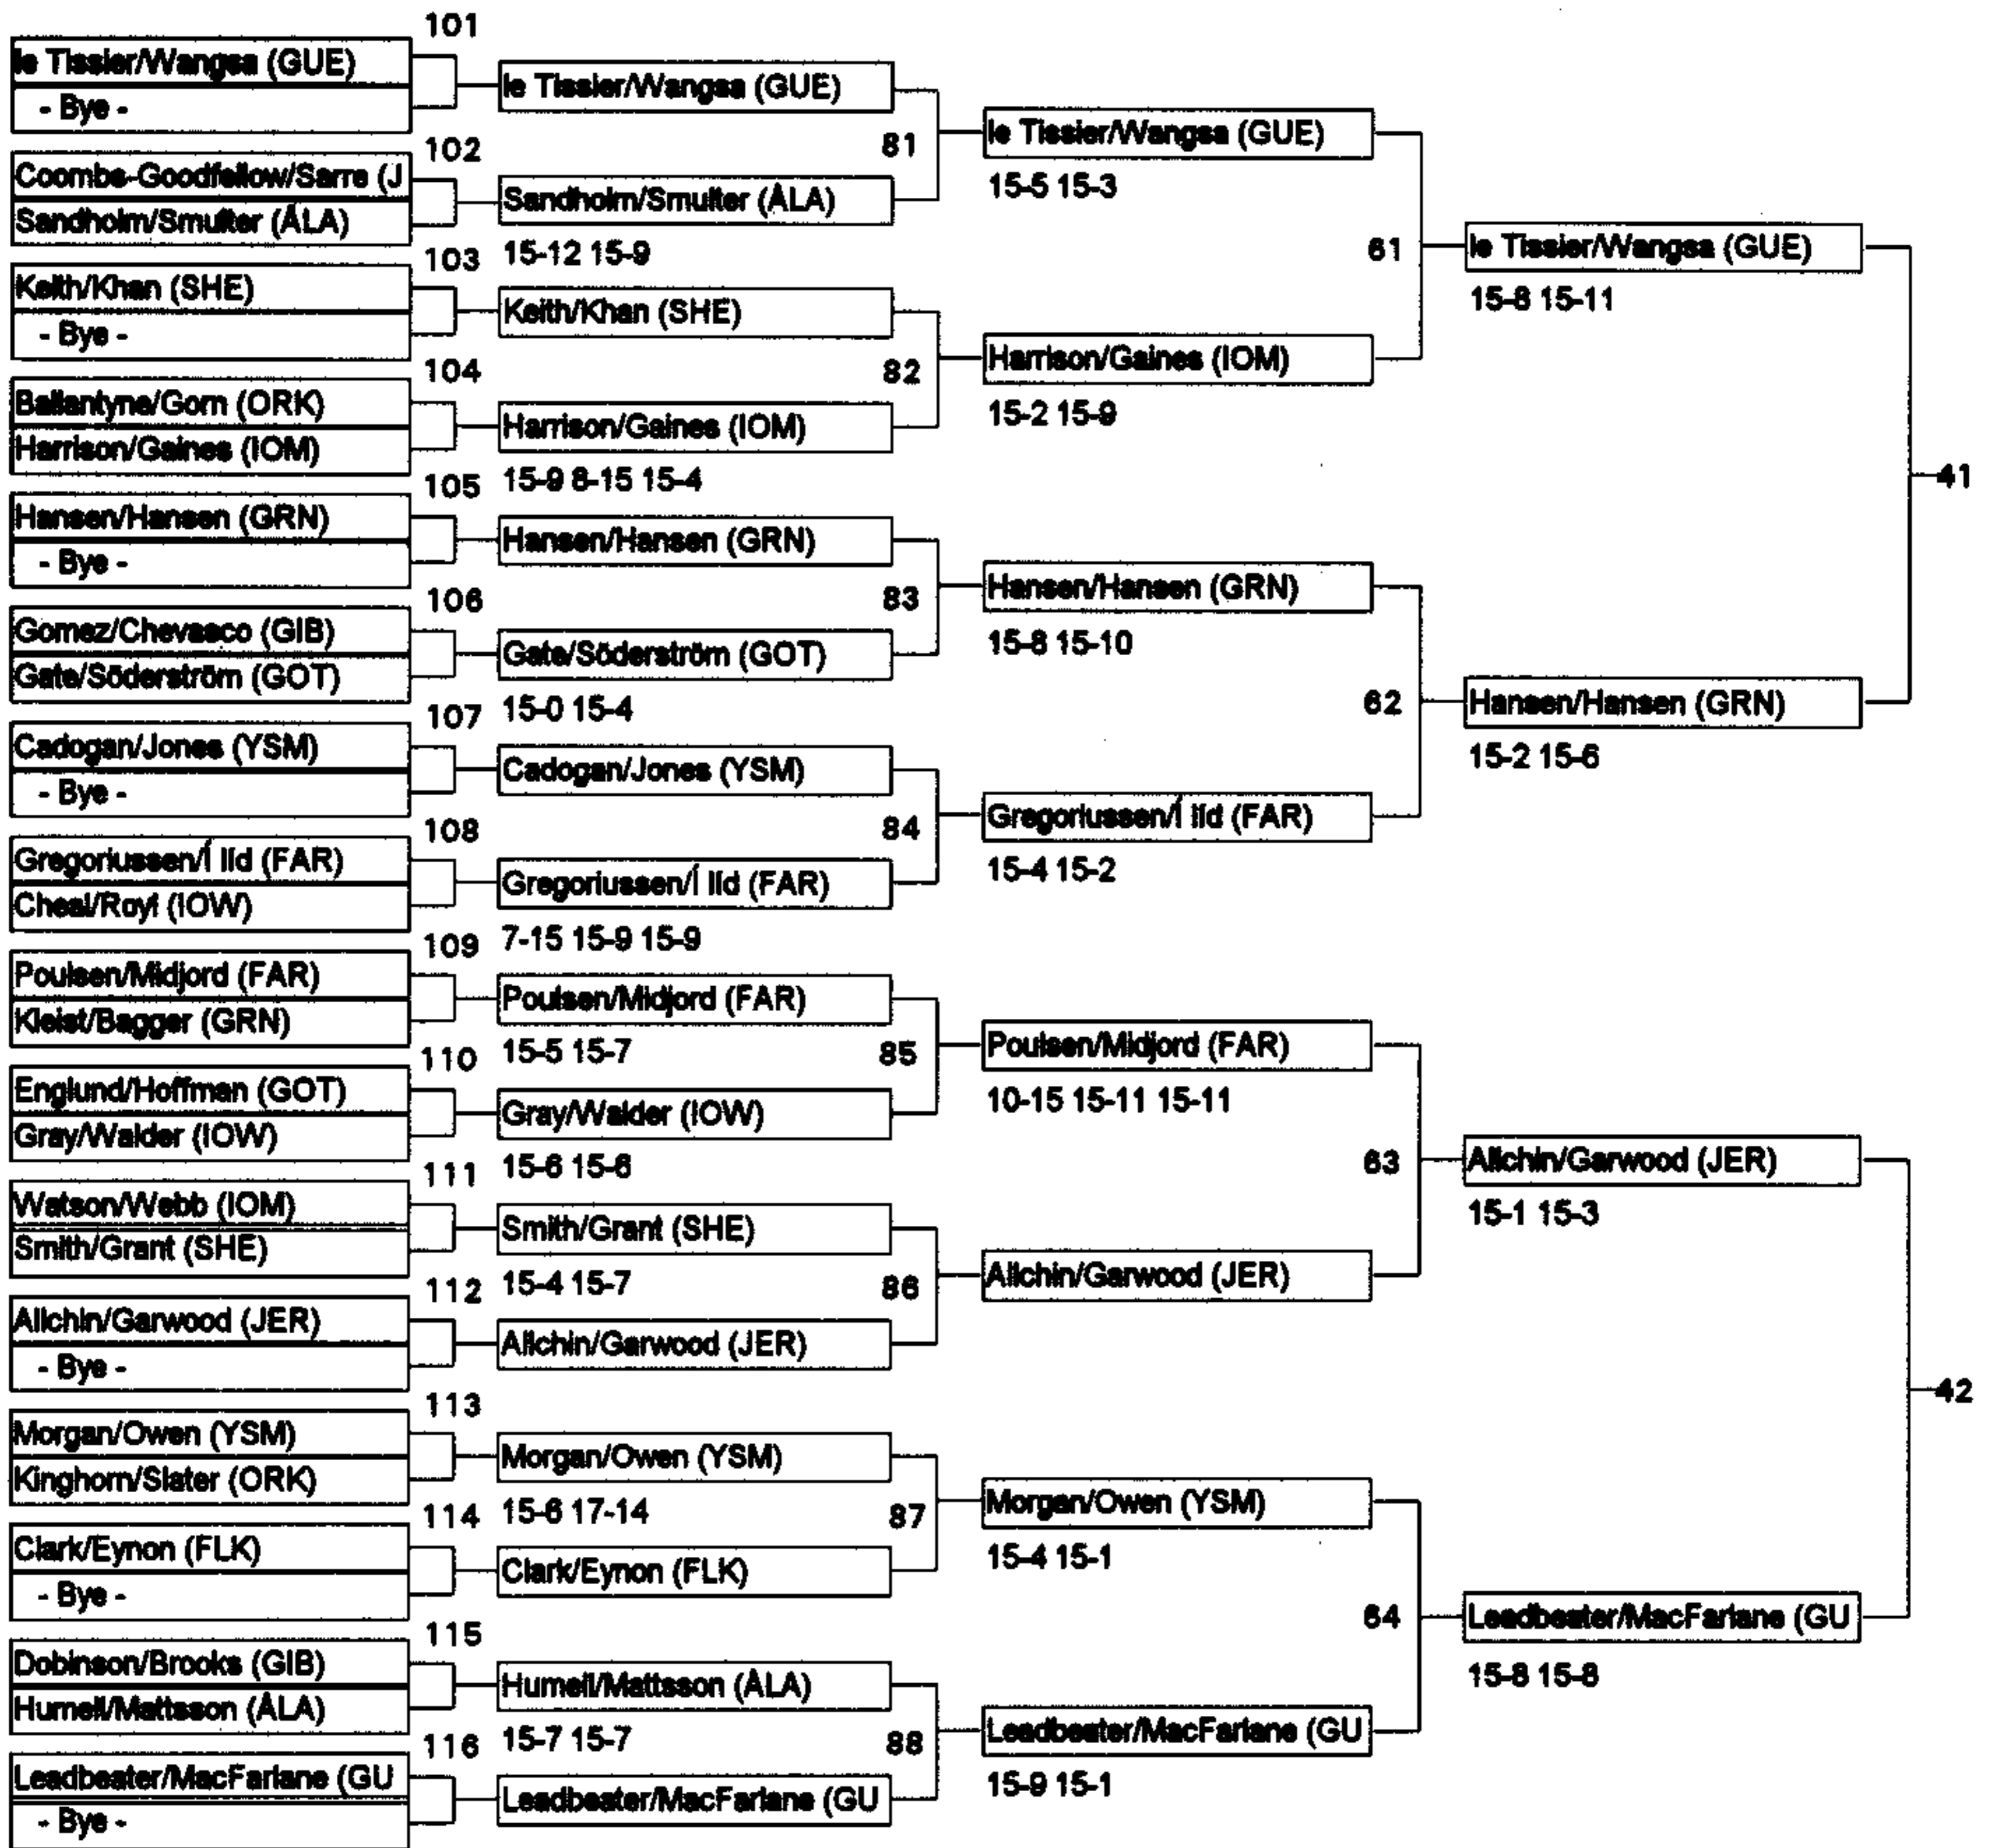 101
le Tissier/Wangsa (GUE)
- Bye -
le Tissier/Wangsa (GUE)
102
Coombe-Goodfellow/Sarre (J
Sandholm/Smulter (ÅLA)
Sandholm/Smulter (ÅLA)
15-12 15-9
81
le Tissier/Wangsa (GUE)
15-5 15-3
103
Keith/Khan (SHE)
- Bye -
Keith/Khan (SHE)
104
Ballantyne/Gorn (ORK)
Harrison/Gaines (IOM)
Harrison/Gaines (IOM)
15-9 8-15 15-4
82
Harrison/Gaines (IOM)
15-2 15-9
61
le Tissier/Wangsa (GUE)
15-8 15-11
105
Hansen/Hansen (GRN)
- Bye -
Hansen/Hansen (GRN)
106
Gomez/Chevasco (GIB)
Gate/Söderström (GOT)
Gate/Söderström (GOT)
15-0 15-4
83
Hansen/Hansen (GRN)
15-8 15-10
107
Cadogan/Jones (YSM)
- Bye -
Cadogan/Jones (YSM)
108
Gregoriussen/Í líd (FAR)
Cheal/Royl (IOW)
Gregoriussen/Í líd (FAR)
7-15 15-9 15-9
84
Gregoriussen/Í líd (FAR)
15-4 15-2
62
Hansen/Hansen (GRN)
15-2 15-6
41
109
Poulsen/Midjord (FAR)
Kleist/Bagger (GRN)
Poulsen/Midjord (FAR)
15-5 15-7
110
Englund/Hoffman (GOT)
Gray/Walder (IOW)
Gray/Walder (IOW)
15-6 15-6
85
Poulsen/Midjord (FAR)
10-15 15-11 15-11
111
Watson/Webb (IOM)
Smith/Grant (SHE)
Smith/Grant (SHE)
15-4 15-7
112
Allchin/Garwood (JER)
- Bye -
Allchin/Garwood (JER)
86
Allchin/Garwood (JER)
63
Allchin/Garwood (JER)
15-1 15-3
113
Morgan/Owen (YSM)
Kinghorn/Slater (ORK)
Morgan/Owen (YSM)
15-6 17-14
114
Clark/Eynon (FLK)
- Bye -
Clark/Eynon (FLK)
87
Morgan/Owen (YSM)
15-4 15-1
115
Dobinson/Brooks (GIB)
Humell/Mattsson (ÅLA)
Humell/Mattsson (ÅLA)
15-7 15-7
116
Leadbeater/MacFarlane (GU
- Bye -
Leadbeater/MacFarlane (GU
88
Leadbeater/MacFarlane (GU
15-9 15-1
64
Leadbeater/MacFarlane (GU
15-8 15-8
42